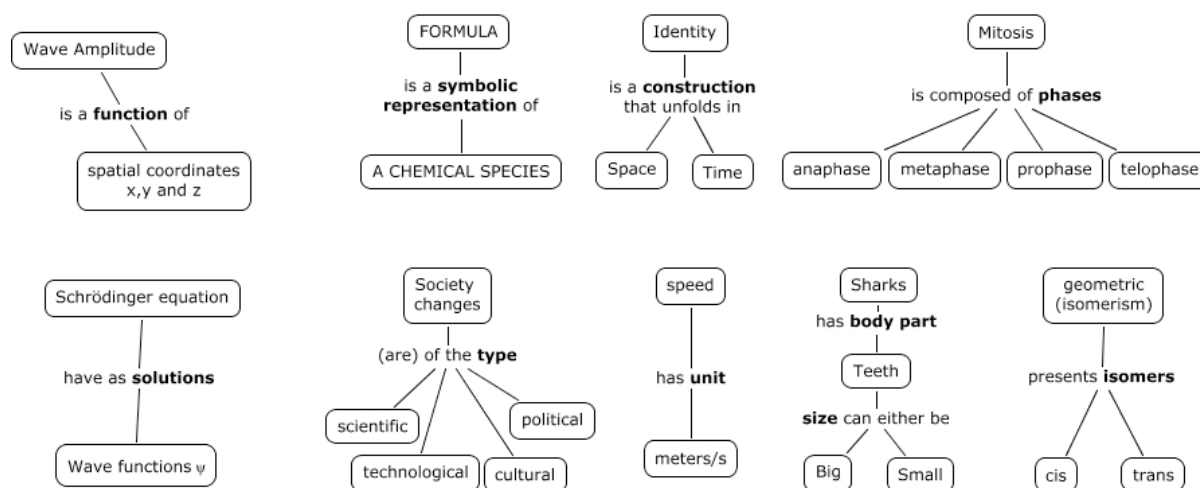 Wave Amplitude
is a function of
spatial coordinates
x,y and z
FORMULA
is a symbolic
representation of
A CHEMICAL SPECIES
Identity
is a construction
that unfolds in
Space
Time
Mitosis
is composed of phases
anaphase
metaphase
prophase
telophase
Schrödinger equation
have as solutions
Wave functions ψ
Society
changes
(are) of the type
scientific
technological
cultural
political
speed
has unit
meters/s
Sharks
has body part
Teeth
size can either be
Big
Small
geometric
(isomerism)
presents isomers
cis
trans